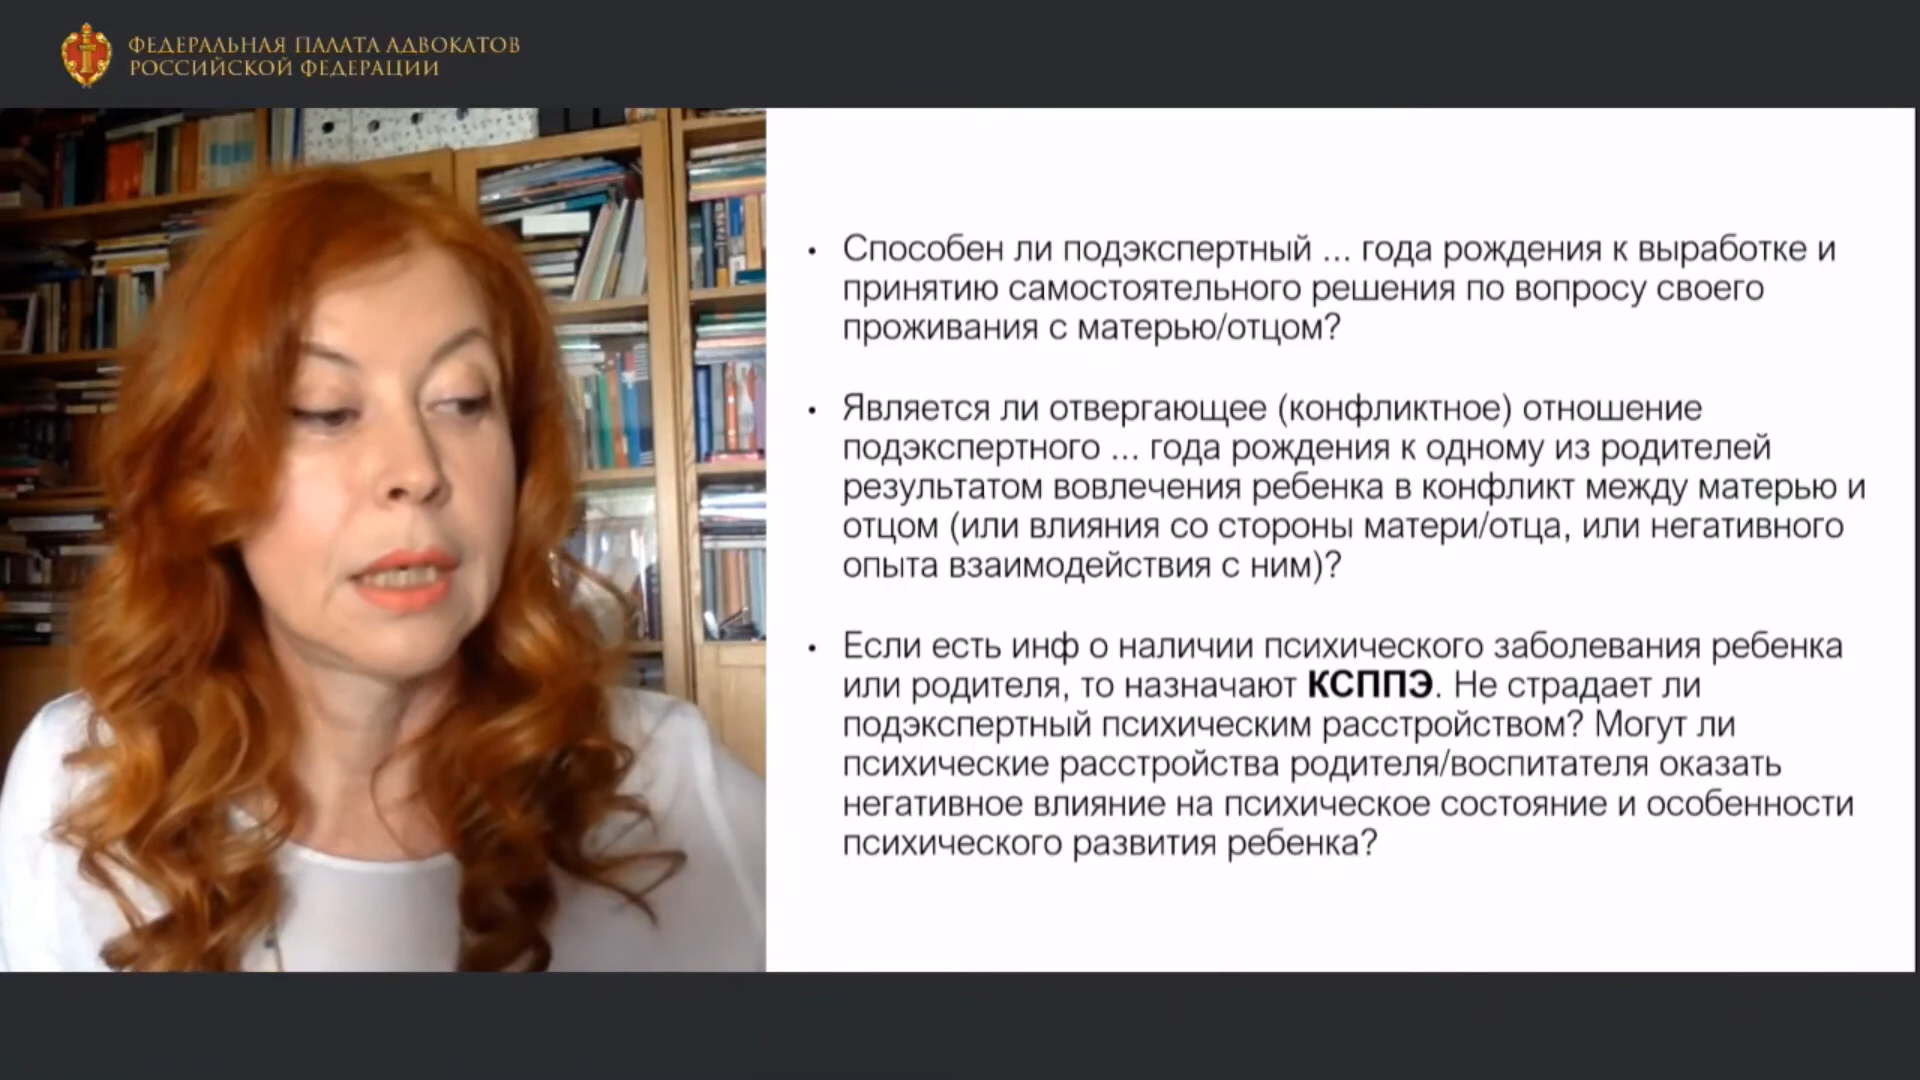 ФЕДЕРАЛЬНАЯ ПАЛАТА АДВОКАТОВ
РОССИЙСКОЙ ФЕДЕРАЦИИ
• Способен ли подэкспертный ... года рождения к выработке и
принятию самостоятельного решения по вопросу своего
проживания с матерью/отцом?
• Является ли отвергающее (конфликтное) отношение
подэкспертного ... года рождения к одному из родителей
результатом вовлечения ребенка в конфликт между матерью и
отцом (или влияния со стороны матери/отца, или негативного
опыта взаимодействия с ним)?
• Если есть инф о наличии психического заболевания ребенка
или родителя, то назначают КСППЭ. Не страдает ли
подэкспертный психическим расстройством? Могут ли
психические расстройства родителя/воспитателя оказать
негативное влияние на психическое состояние и особенности
психического развития ребенка?